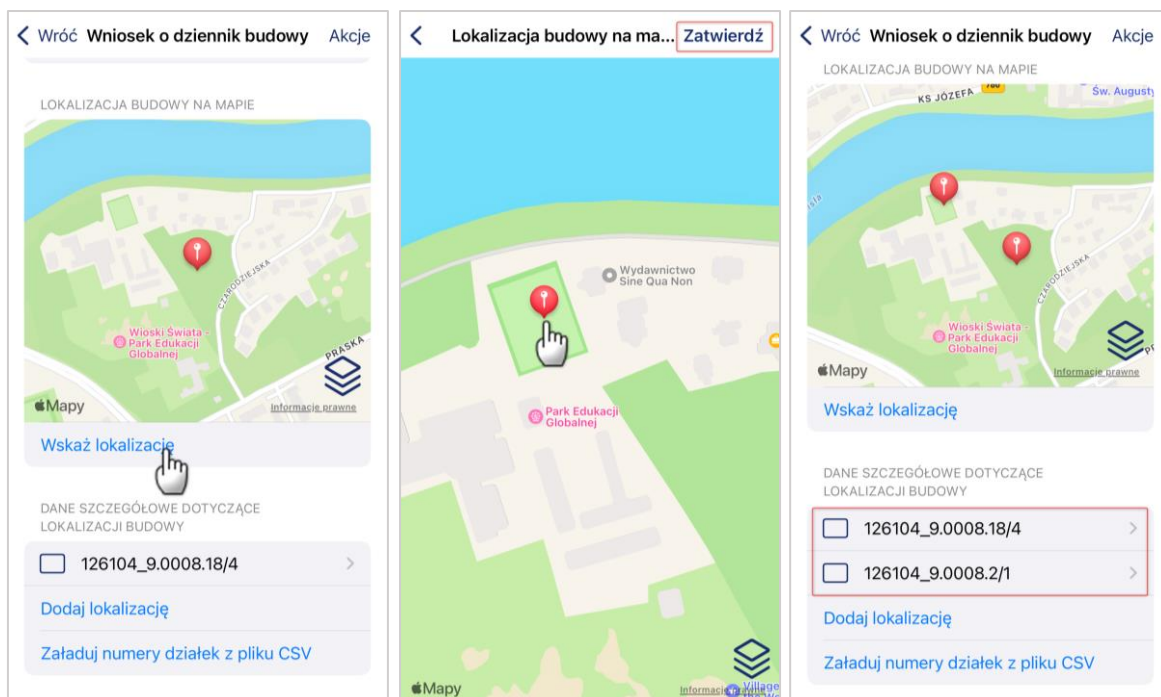 Wróć Wniosek o dziennik budowy Akcje
LOKALIZACJA BUDOWY NA MAPIE
CZARODZIEJSKA
Wioski Świata -
Park Edukacji
Globalnej
PRASKA
Mapy
Informacje prawne
Wskaż lokalizację
DANE SZCZEGÓŁOWE DOTYCZĄCE
LOKALIZACJI BUDOWY
126104_9.0008.18/4
Dodaj lokalizację
Załaduj numery działek z pliku CSV
Lokalizacja budowy na ma... Zatwierdź
Wydawnictwo
Sine Qua Non
Park Edukacji
Globalnej
Mapy
Village
Wróć Wniosek o dziennik budowy Akcje
LOKALIZACJA BUDOWY NA MAPIE
KS JÓZEFA
780
Św. Augusty
CZARODZIEJSKA
Wioski Świata -
Park Edukacji
Globalnej
Mapy
Informacje prawne
Wskaż lokalizację
DANE SZCZEGÓŁOWE DOTYCZĄCE
LOKALIZACJI BUDOWY
126104_9.0008.18/4
126104_9.0008.2/1
Dodaj lokalizację
Załaduj numery działek z pliku CSV